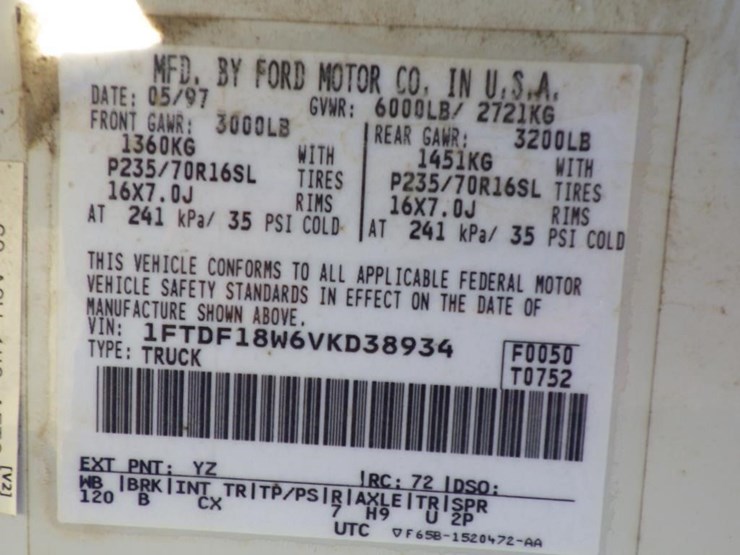 MFD. BY FORD MOTOR CO. IN U.S.A.
DATE: 05/97 GVWR: 6000LB/ 2721KG
FRONT GAWR: 3000LB REAR GAWR: 3200LB
1360KG WITH 1451KG WITH
P235/70R16SL TIRES P235/70R16SL TIRES
16X7.0J RIMS 16X7.0J RIMS
AT 241 kPa/ 35 PSI COLD AT 241 kPa/ 35 PSI COLD
THIS VEHICLE CONFORMS TO ALL APPLICABLE FEDERAL MOTOR
VEHICLE SAFETY STANDARDS IN EFFECT ON THE DATE OF
MANUFACTURE SHOWN ABOVE.
VIN: 1FTDF18W6VKD38934 F0050
TYPE: TRUCK T0752
EXT PNT: YZ RC: 72 DSO:
WB BRK INT TR TP/PS R AXLE TR SPR
120 B CX 7 H9 U 2P
UTC ▽F65B-1520472-AA
[V2]